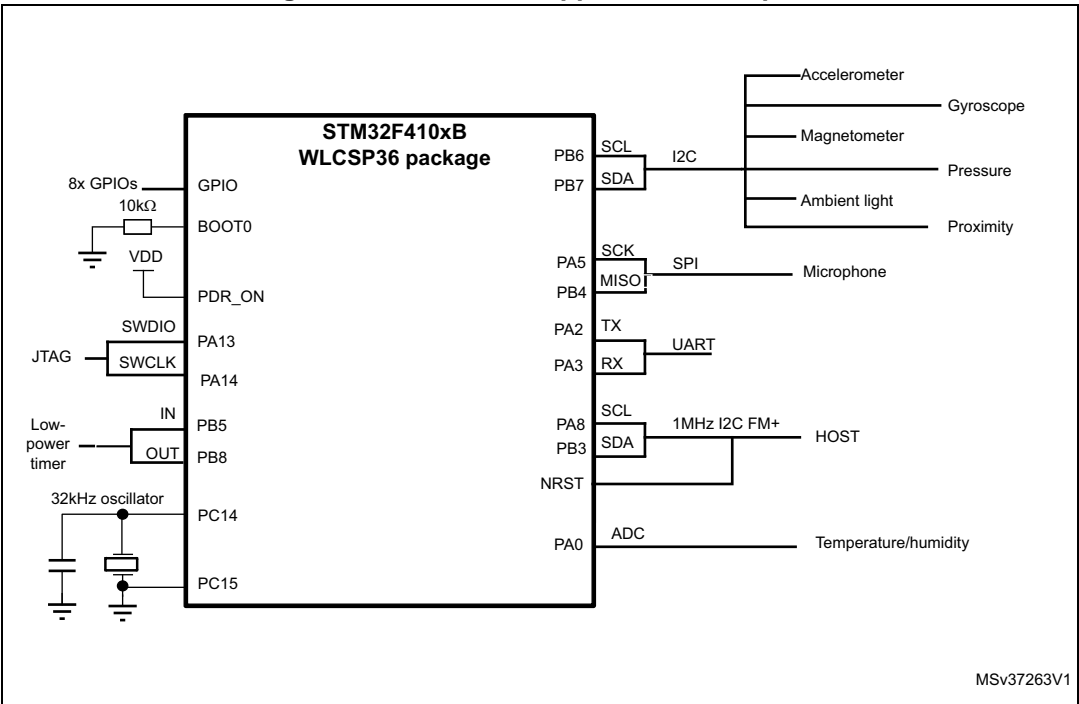 STM32F410xB
WLCSP36 package
8x GPIOs
GPIO
10kΩ
BOOT0
VDD
PDR_ON
SWDIO
PA13
JTAG
SWCLK
PA14
Low-
power
timer
IN
PB5
OUT
PB8
32kHz oscillator
PC14
PC15
PB6
SCL
I2C
PB7
SDA
Accelerometer
Gyroscope
Magnetometer
Pressure
Ambient light
Proximity
PA5
SCK
SPI
PB4
MISO
Microphone
PA2
TX
UART
PA3
RX
PA8
SCL
1MHz I2C FM+
HOST
PB3
SDA
NRST
PA0
ADC
Temperature/humidity
MSv37263V1